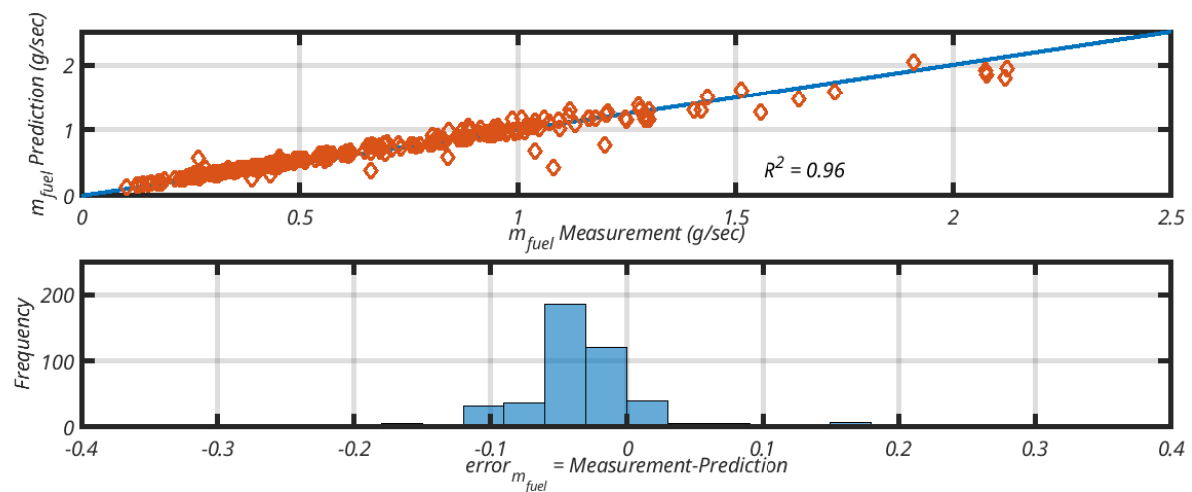 m_fuel Prediction (g/sec)
2
1
0
R² = 0.96
0 0.5 1 1.5 2 2.5
m_fuel Measurement (g/sec)
Frequency
200
100
0
-0.4 -0.3 -0.2 -0.1 0 0.1 0.2 0.3 0.4
error_m_fuel = Measurement-Prediction